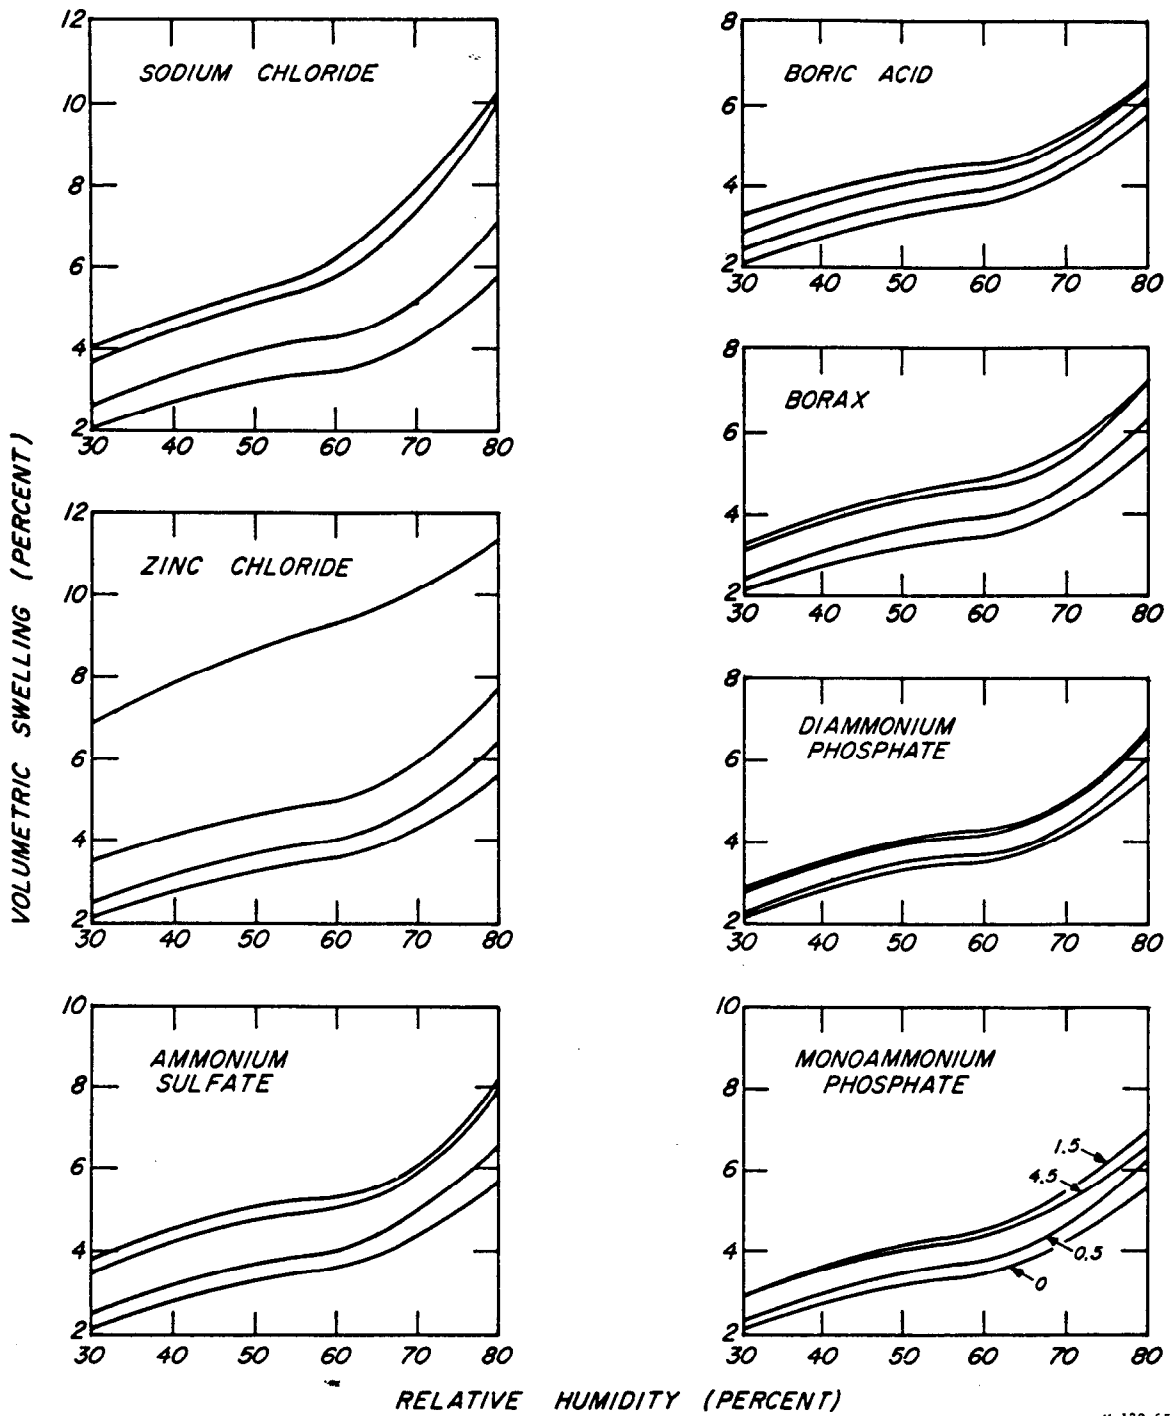 12
10
8
6
4
2
SODIUM CHLORIDE
30 40 50 60 70 80
8
6
4
2
BORIC ACID
30 40 50 60 70 80
8
6
4
2
BORAX
30 40 50 60 70 80
12
10
8
6
4
2
ZINC CHLORIDE
30 40 50 60 70 80
8
6
4
2
DIAMMONIUM
PHOSPHATE
30 40 50 60 70 80
10
8
6
4
2
AMMONIUM
SULFATE
30 40 50 60 70 80
10
8
6
4
2
MONOAMMONIUM
PHOSPHATE
1.5
4.5
0.5
0
30 40 50 60 70 80
VOLUMETRIC SWELLING (PERCENT)
RELATIVE HUMIDITY (PERCENT)